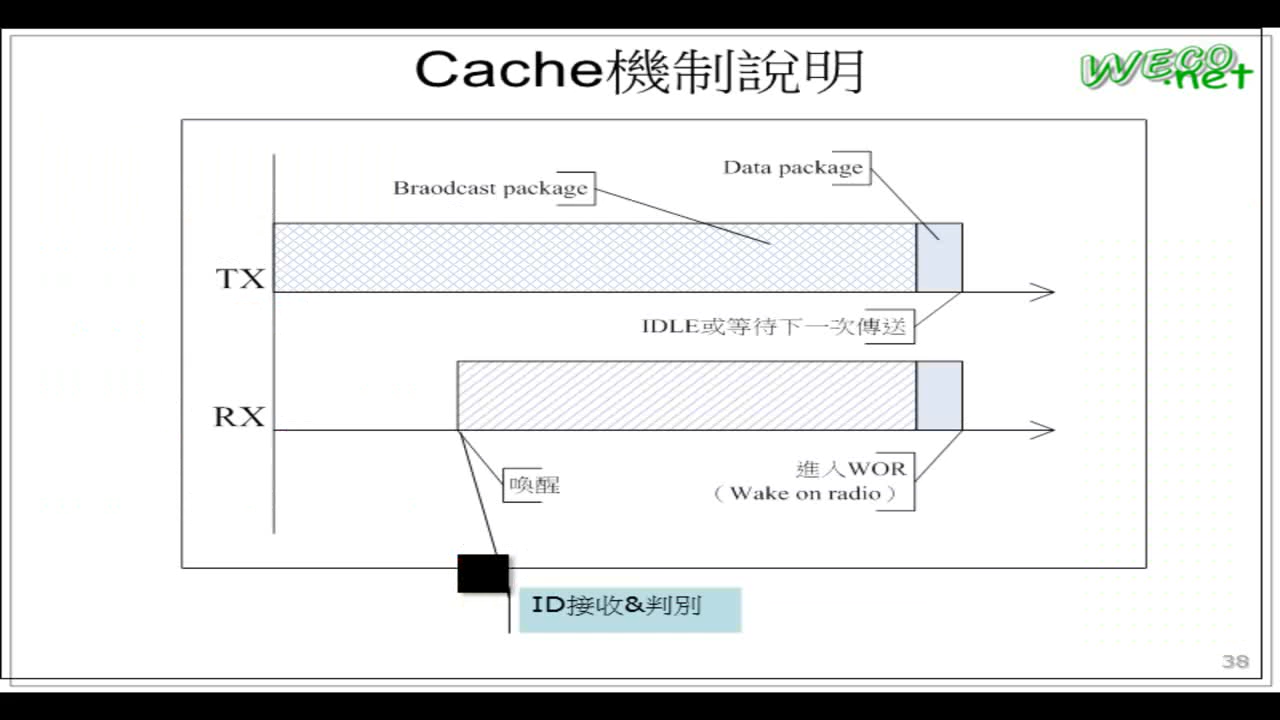 Cache機制說明
WECO
.net
Data package
Braodcast package
TX
IDLE或等待下一次傳送
RX
進入WOR
（Wake on radio）
喚醒
ID接收&判別
38